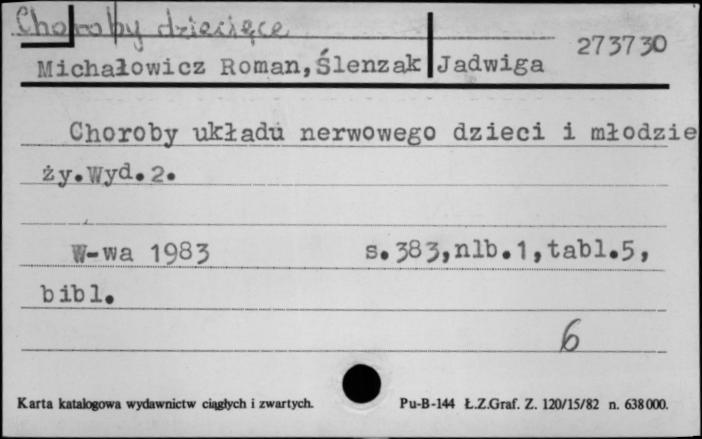 Choroby dziecięce
273730
Michałowicz Roman,Ślenzak Jadwiga
Choroby układu nerwowego dzieci i młodzie
ży.Wyd.2.
W-wa 1983 s.383,nlb.1,tabl.5,
bibl.
6
Karta katalogowa wydawnictw ciągłych i zwartych. Pu-B-144 Ł.Z.Graf. Z. 120/15/82 n. 638000.